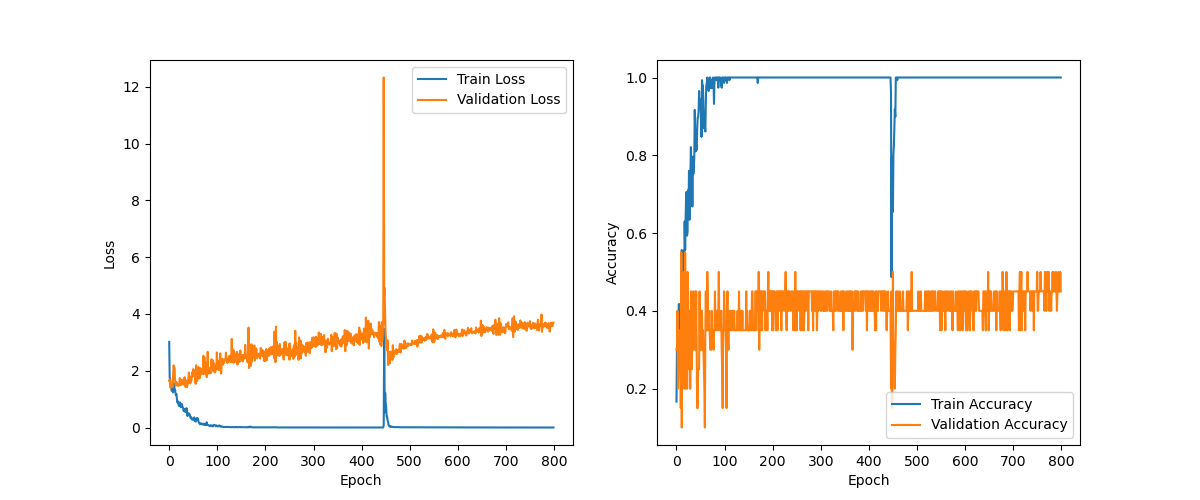 Train Loss
Validation Loss
12
10
8
6
4
2
0
Loss
0 100 200 300 400 500 600 700 800
Epoch
1.0
0.8
0.6
0.4
0.2
Accuracy
Train Accuracy
Validation Accuracy
0 100 200 300 400 500 600 700 800
Epoch